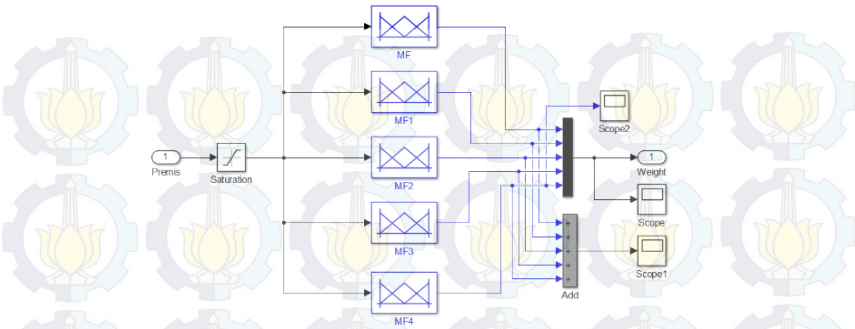 MF
MF1
Scope2
1
Premis
Saturation
MF2
1
Weight
Scope
MF3
+
+
+
+
+
Scope1
Add
MF4